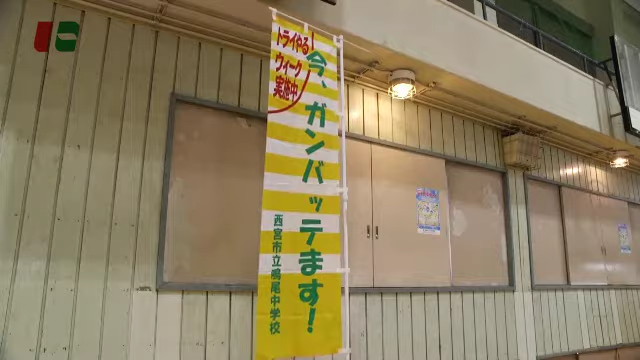 トライやる
ウィーク
実施中
今、ガンバッテます!
西宮市立鳴尾中学校